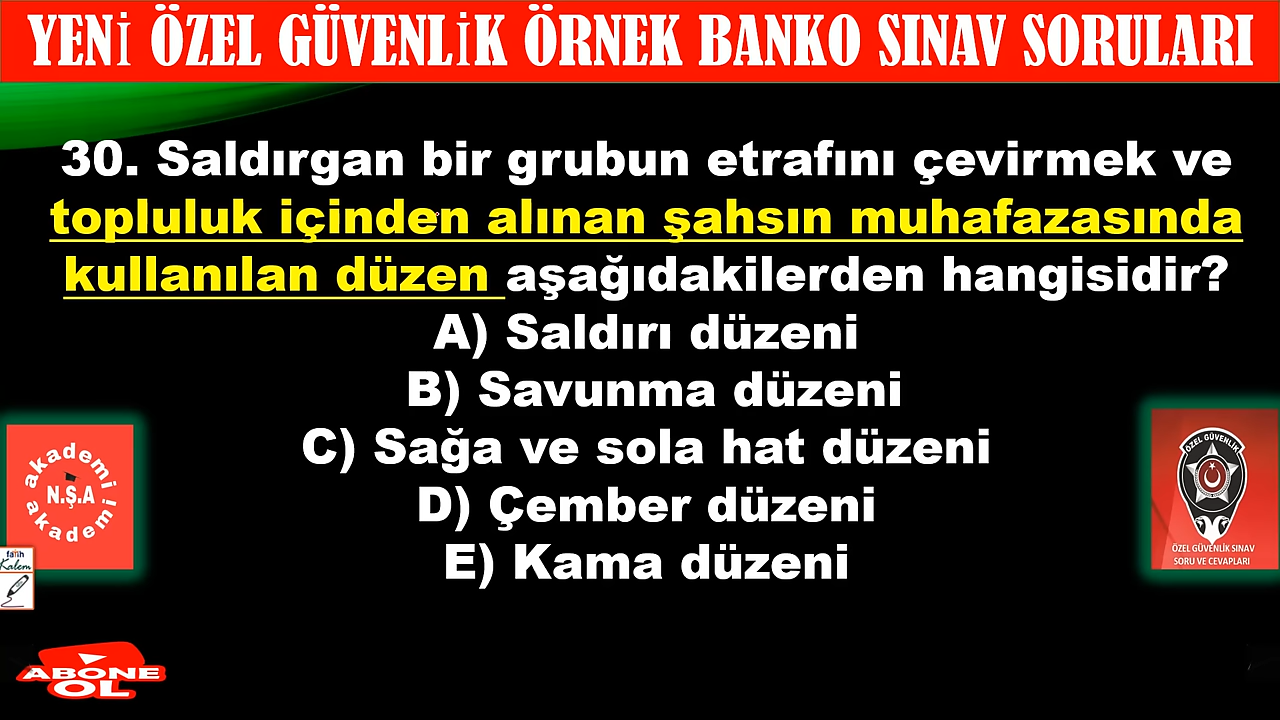 YENİ ÖZEL GÜVENLİK ÖRNEK BANKO SINAV SORULARI
30. Saldırgan bir grubun etrafını çevirmek ve
topluluk içinden alınan şahsın muhafazasında
kullanılan düzen aşağıdakilerden hangisidir?
A) Saldırı düzeni
B) Savunma düzeni
C) Sağa ve sola hat düzeni
D) Çember düzeni
E) Kama düzeni
akademi
N.Ş.A
akademi
fatih
Kalem
ÖZEL GÜVENLİK
ÖZEL GÜVENLİK SINAV
SORU VE CEVAPLARI
ABONE
OL